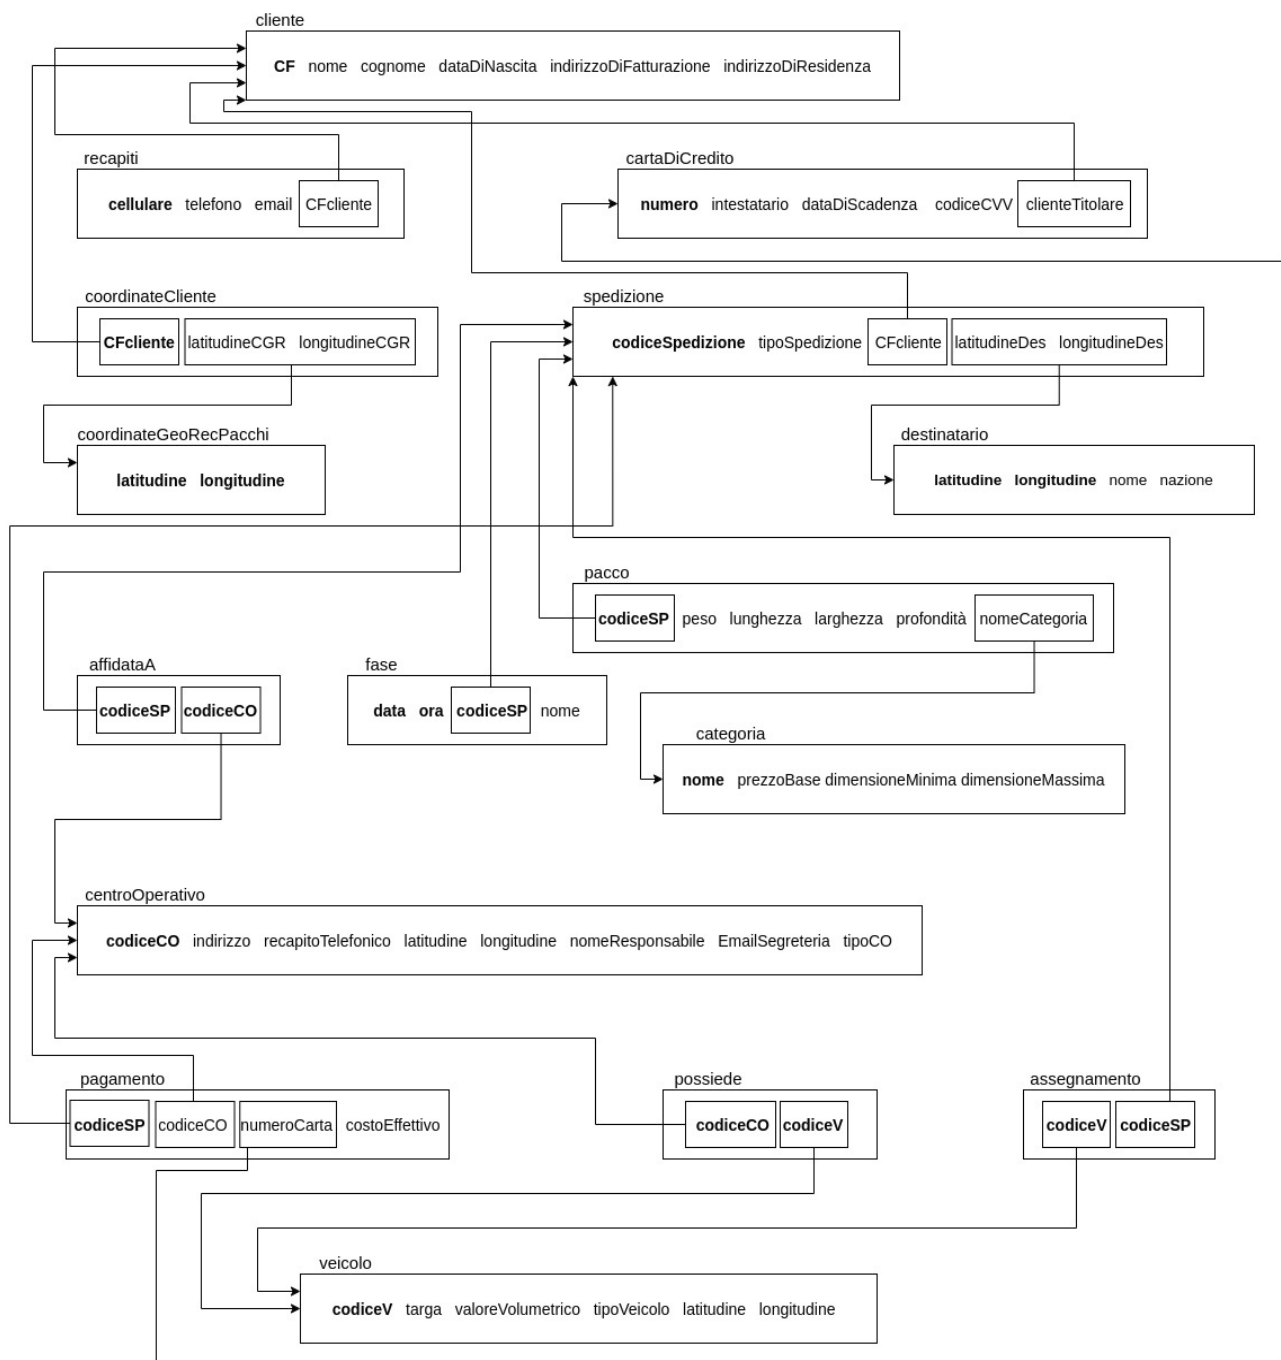 cliente
CF nome cognome dataDiNascita indirizzoDiFatturazione indirizzoDiResidenza
recapiti
cellulare telefono email CFcliente
cartaDiCredito
numero intestatario dataDiScadenza codiceCVV clienteTitolare
coordinateCliente
CFcliente latitudineCGR longitudineCGR
spedizione
codiceSpedizione tipoSpedizione CFcliente latitudineDes longitudineDes
coordinateGeoRecPacchi
latitudine longitudine
destinatario
latitudine longitudine nome nazione
pacco
codiceSP peso lunghezza larghezza profondità nomeCategoria
affidataA
codiceSP codiceCO
fase
data ora codiceSP nome
categoria
nome prezzoBase dimensioneMinima dimensioneMassima
centroOperativo
codiceCO indirizzo recapitoTelefonico latitudine longitudine nomeResponsabile EmailSegreteria tipoCO
pagamento
codiceSP codiceCO numeroCarta costoEffettivo
possiede
codiceCO codiceV
assegnamento
codiceV codiceSP
veicolo
codiceV targa valoreVolumetrico tipoVeicolo latitudine longitudine